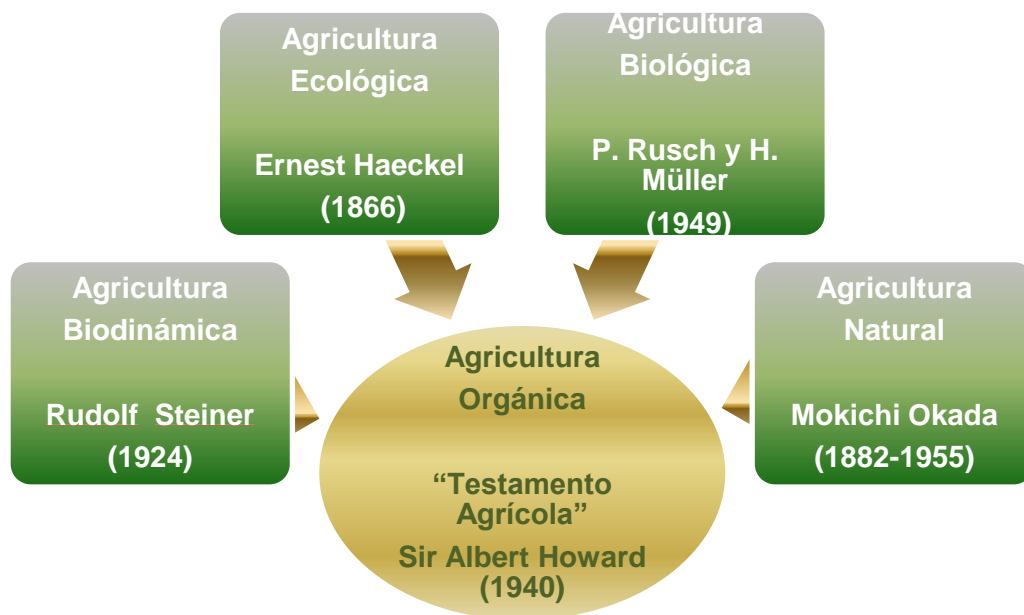 Agricultura
Ecológica
Ernest Haeckel
(1866)
Agricultura
Biológica
P. Rusch y H.
Müller
(1949)
Agricultura
Biodinámica
Rudolf Steiner
(1924)
Agricultura
Orgánica
“Testamento
Agrícola”
Sir Albert Howard
(1940)
Agricultura
Natural
Mokichi Okada
(1882-1955)